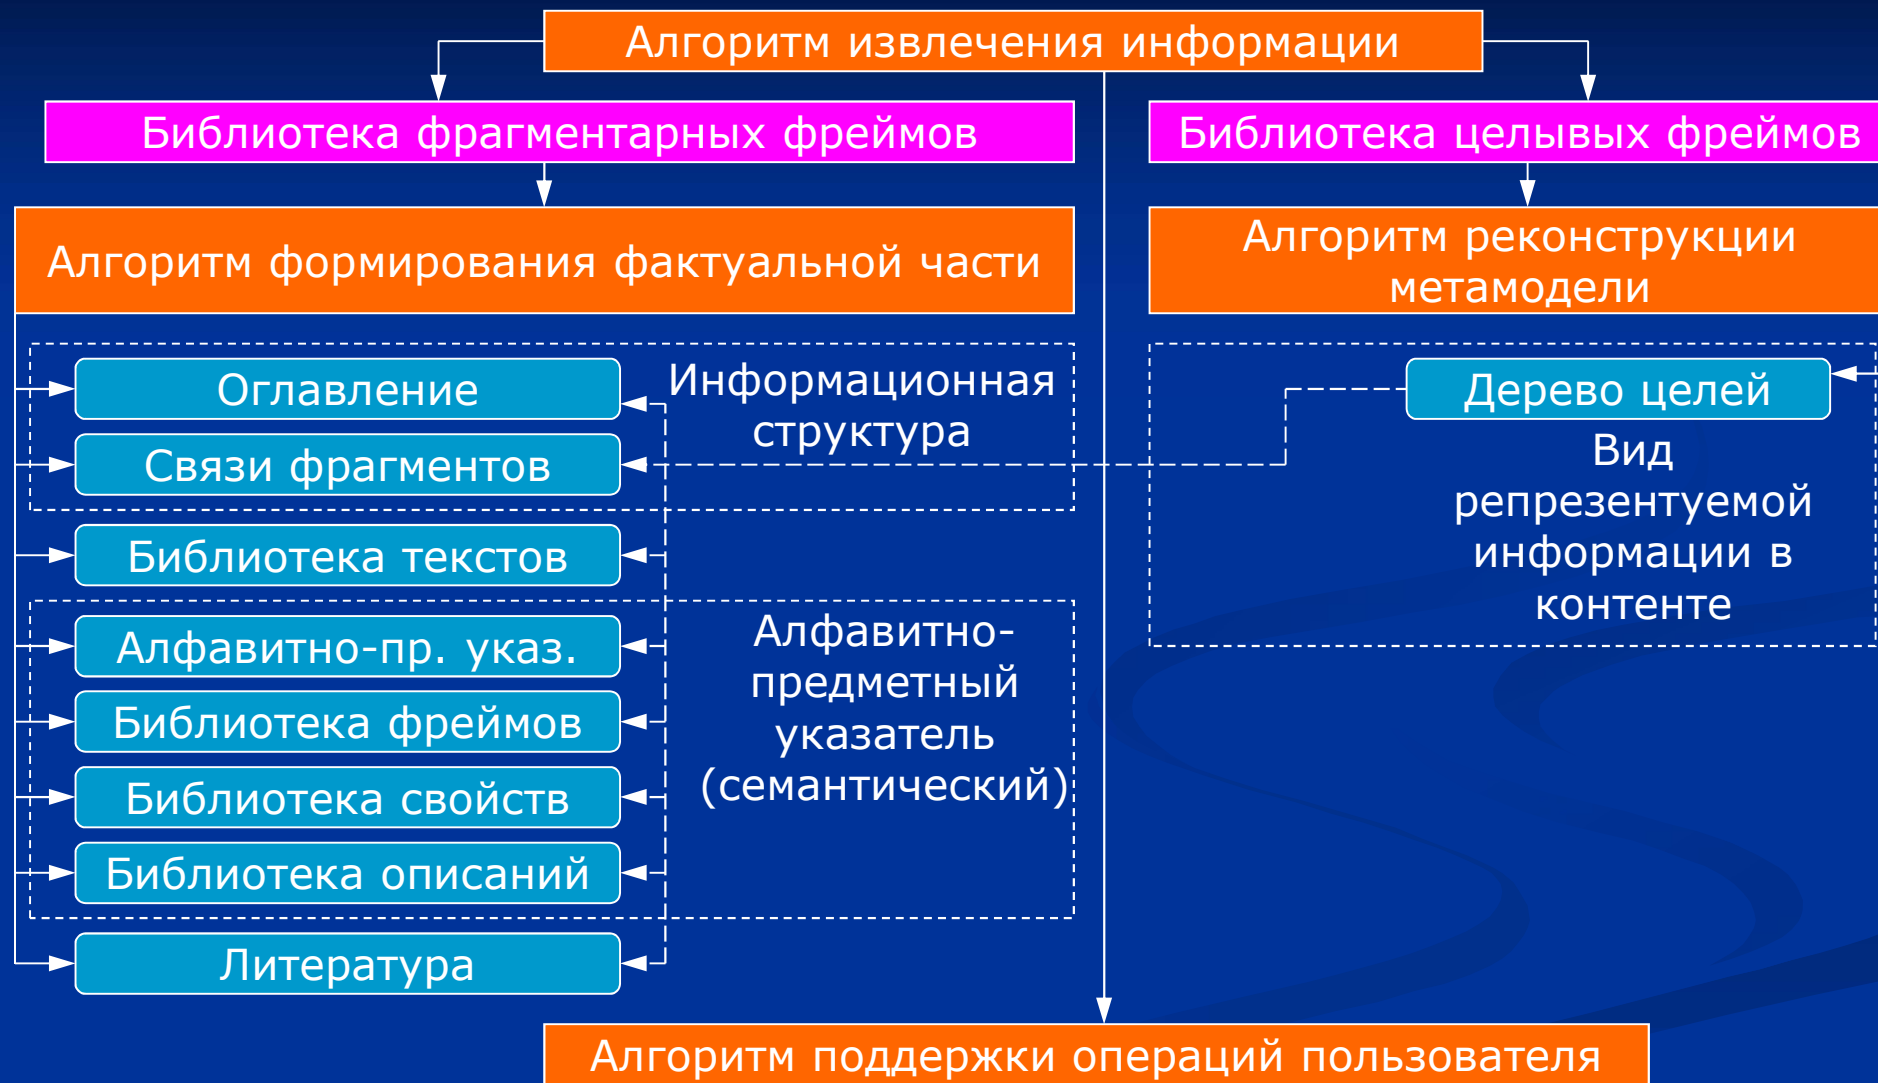 Алгоритм извлечения информации
Библиотека фрагментарных фреймов
Библиотека целывых фреймов
Алгоритм формирования фактуальной части
Алгоритм реконструкции
метамодели
Оглавление
Связи фрагментов
Информационная
структура
Библиотека текстов
Алфавитно-пр. указ.
Библиотека фреймов
Библиотека свойств
Библиотека описаний
Алфавитно-
предметный
указатель
(семантический)
Литература
Дерево целей
Вид
репрезентуемой
информации в
контенте
Алгоритм поддержки операций пользователя